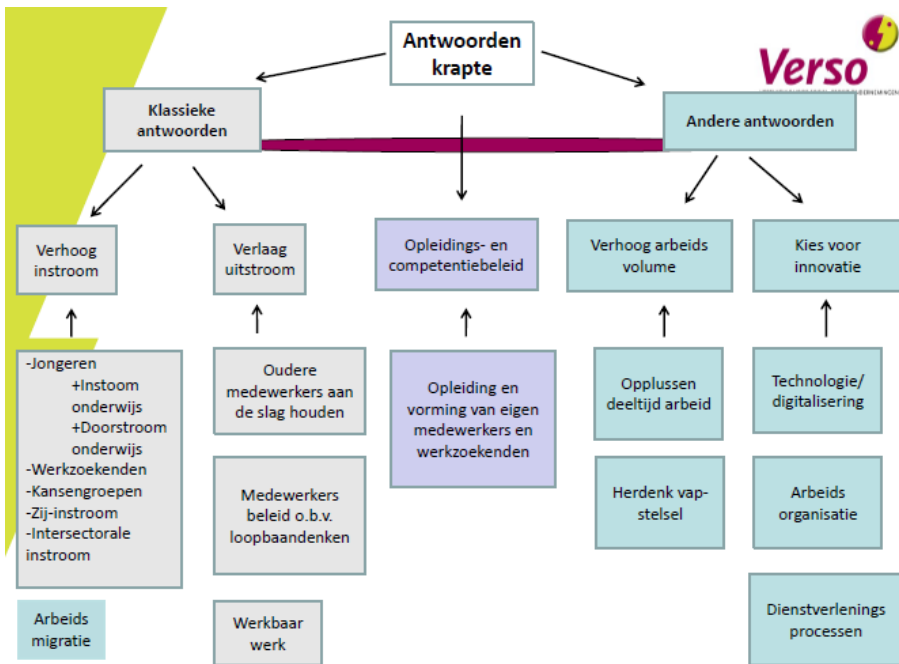 Antwoorden
krapte
Verso
Klassieke
antwoorden
Andere antwoorden
Verhoog
instroom
Verlaag
uitstroom
Opleidings- en
competentiebeleid
Verhoog arbeids
volume
Kies voor
innovatie
-Jongeren
+Instoom
onderwijs
+Doorstroom
onderwijs
-Werkzoekenden
-Kansengroepen
-Zij-instroom
-Intersectorale
instroom
Arbeids
migratie
Oudere
medewerkers aan
de slag houden
Medewerkers
beleid o.b.v.
loopbaandenken
Werkbaar
werk
Opleiding en
vorming van eigen
medewerkers en
werkzoekenden
Opplussen
deeltijd arbeid
Herdenk vap-
stelsel
Technologie/
digitalisering
Arbeids
organisatie
Dienstverlenings
processen